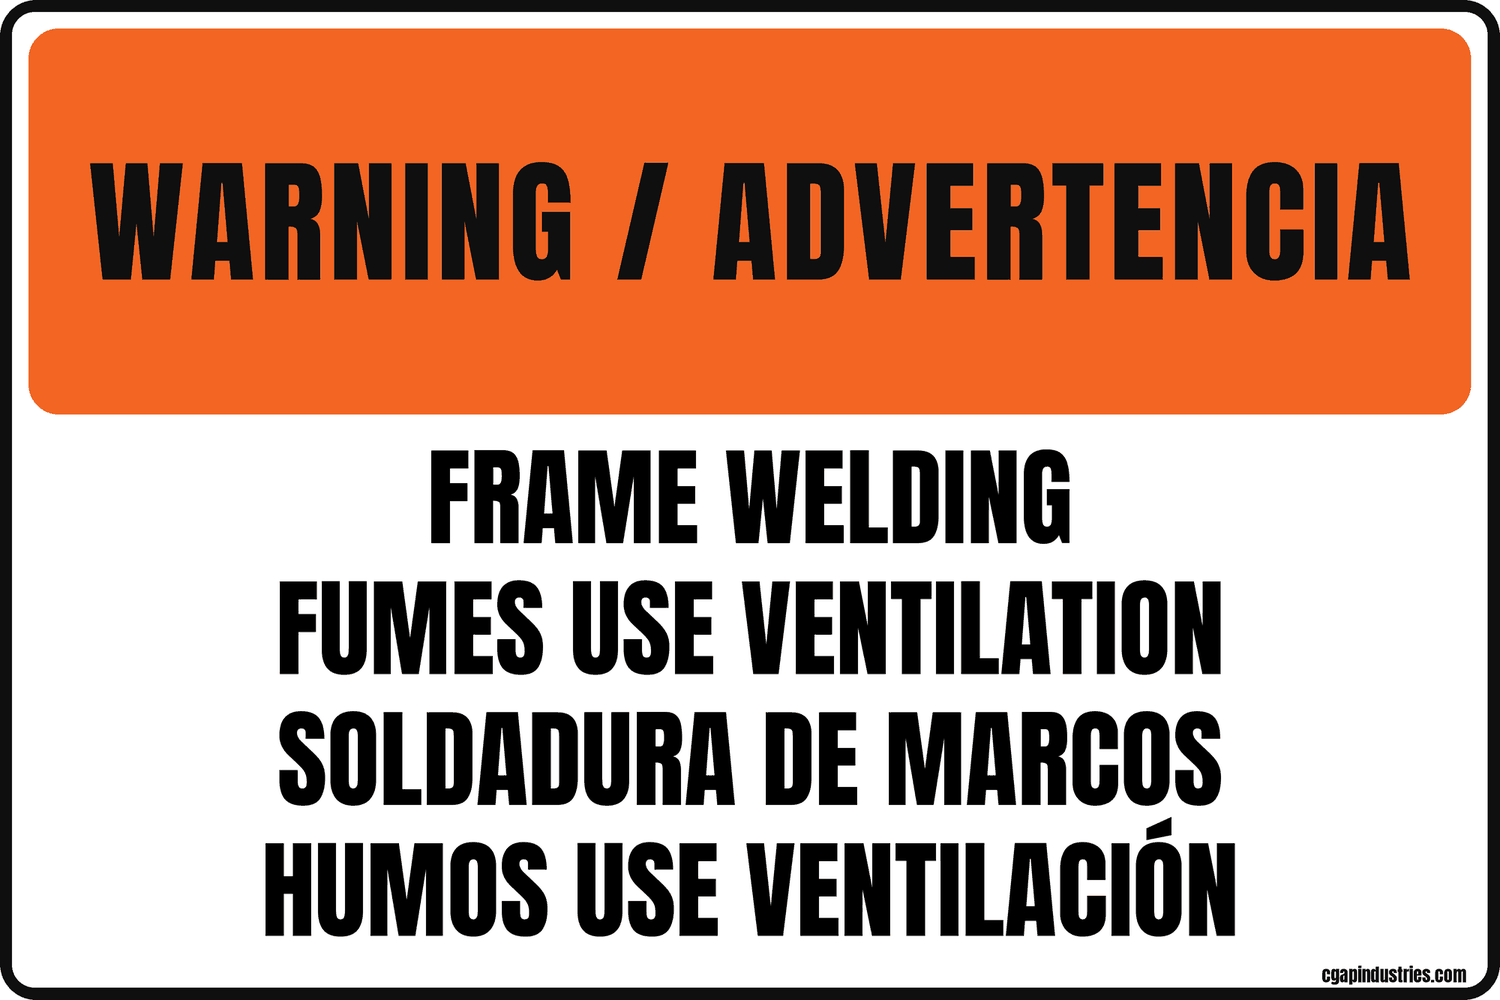 WARNING / ADVERTENCIA
FRAME WELDING
FUMES USE VENTILATION
SOLDADURA DE MARCOS
HUMOS USE VENTILACIÓN
cgapindustries.com